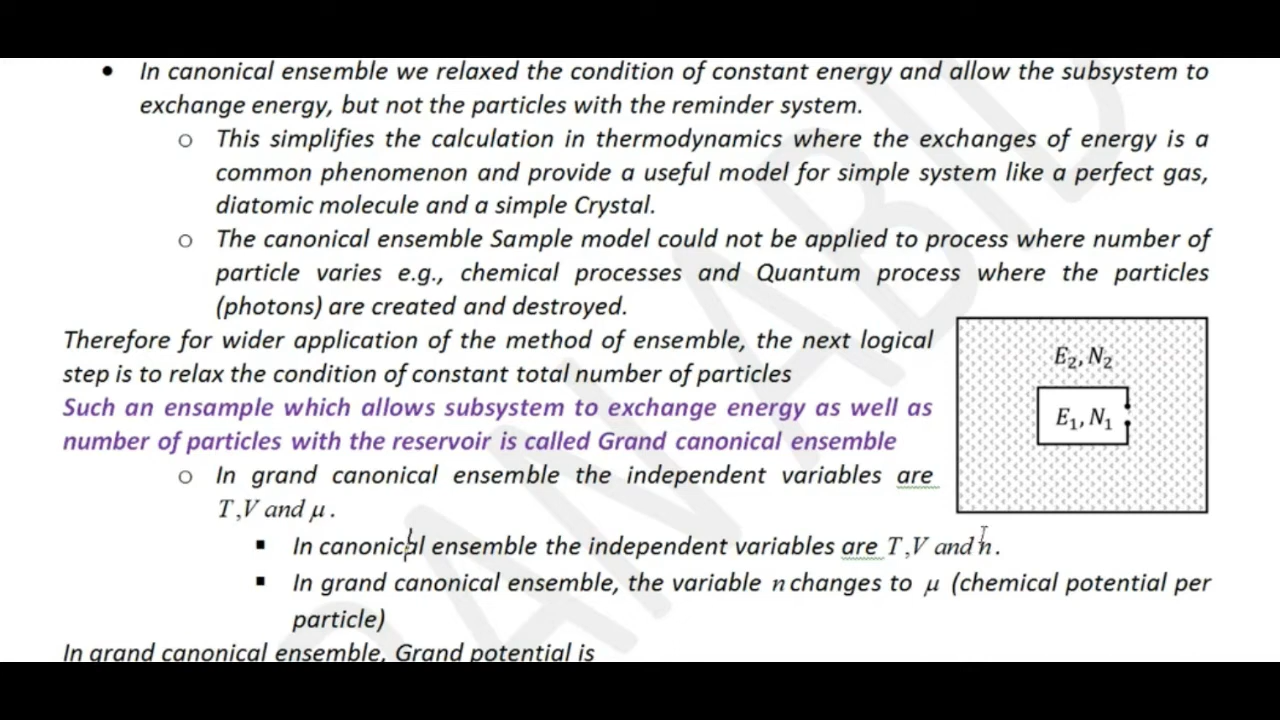 • In canonical ensemble we relaxed the condition of constant energy and allow the subsystem to
exchange energy, but not the particles with the reminder system.
o This simplifies the calculation in thermodynamics where the exchanges of energy is a
common phenomenon and provide a useful model for simple system like a perfect gas,
diatomic molecule and a simple Crystal.
o The canonical ensemble Sample model could not be applied to process where number of
particle varies e.g., chemical processes and Quantum process where the particles
(photons) are created and destroyed.
Therefore for wider application of the method of ensemble, the next logical
step is to relax the condition of constant total number of particles
Such an ensample which allows subsystem to exchange energy as well as
number of particles with the reservoir is called Grand canonical ensemble
E₂, N₂
E₁, N₁
o In grand canonical ensemble the independent variables are
T ,V and μ .
▪ In canonical ensemble the independent variables are T ,V and n .
▪ In grand canonical ensemble, the variable n changes to μ (chemical potential per
particle)
In grand canonical ensemble, Grand potential is